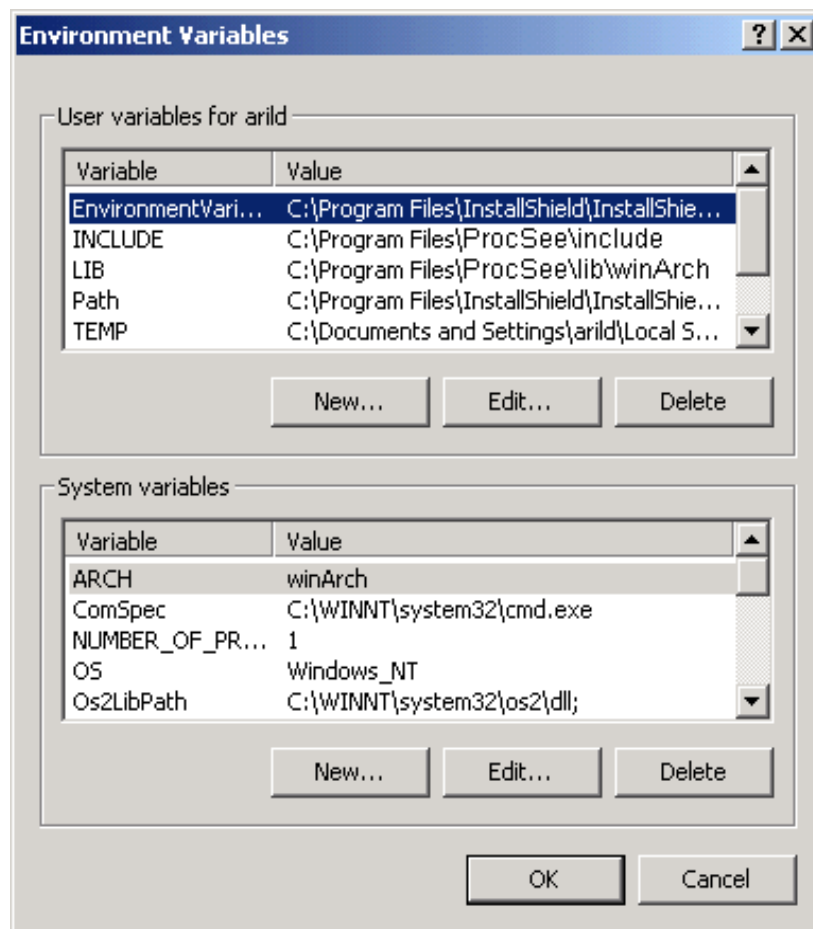 Environment Variables
User variables for arild
Variable Value
EnvironmentVari... C:\Program Files\InstallShield\InstallShie...
INCLUDE C:\Program Files\ProcSee\include
LIB C:\Program Files\ProcSee\lib\winArch
Path C:\Program Files\InstallShield\InstallShie...
TEMP C:\Documents and Settings\arild\Local S...
New... Edit... Delete
System variables
Variable Value
ARCH winArch
ComSpec C:\WINNT\system32\cmd.exe
NUMBER_OF_PR... 1
OS Windows_NT
Os2LibPath C:\WINNT\system32\os2\dll;
New... Edit... Delete
OK Cancel